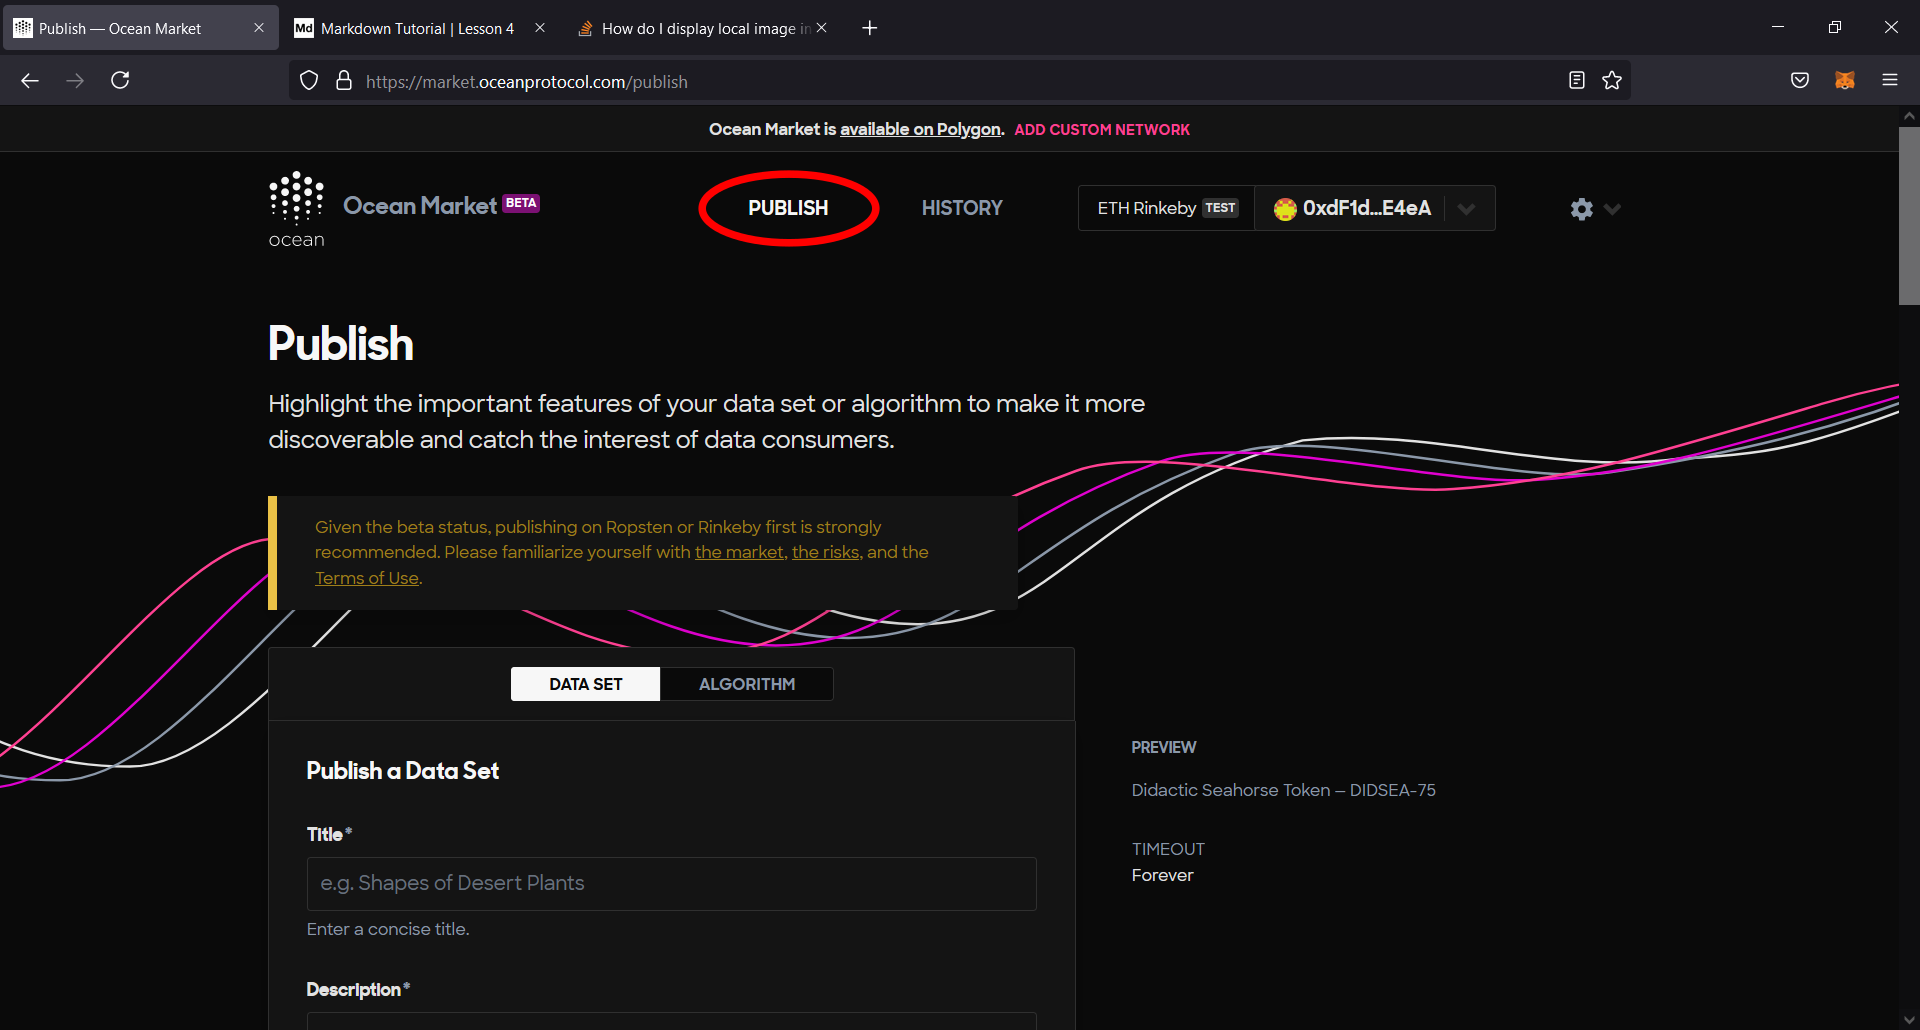 Publish — Ocean Market
Md
Markdown Tutorial | Lesson 4
How do I display local image in
https://market.oceanprotocol.com/publish
Ocean Market is available on Polygon. ADD CUSTOM NETWORK
ocean
Ocean Market BETA
PUBLISH
HISTORY
ETH Rinkeby TEST
0xdF1d...E4eA
Publish
Highlight the important features of your data set or algorithm to make it more
discoverable and catch the interest of data consumers.
Given the beta status, publishing on Ropsten or Rinkeby first is strongly
recommended. Please familiarize yourself with the market, the risks, and the
Terms of Use.
DATA SET
ALGORITHM
Publish a Data Set
Title*
e.g. Shapes of Desert Plants
Enter a concise title.
Description*
PREVIEW
Didactic Seahorse Token — DIDSEA-75
TIMEOUT
Forever